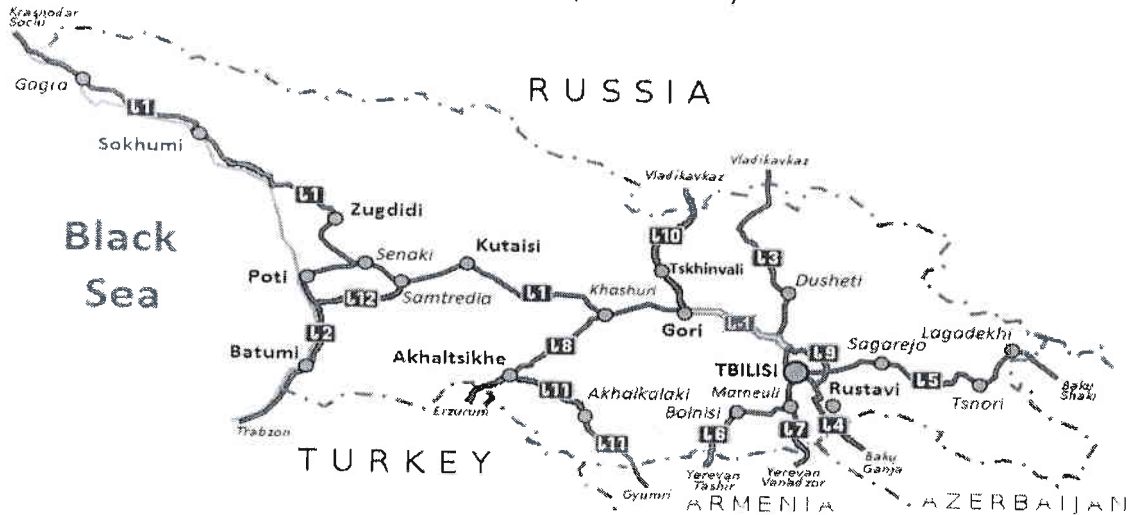 Krasnodar
Sochi
Gagra
L1
RUSSIA
Sokhumi
Vladikavkaz
Vladikavkaz
L1
Zugdidi
Black
Sea
L10
L3
Kutaisi
Senaki
Tskhinvali
Poti
Dusheti
L12
Samtredia
L1
Khashuri
Gori
L1
Lagadekhi
L2
Sagarejo
L8
L9
Batumi
Akhaltsikhe
TBILISI
L5
Rustavi
Tsnori
Baku
Shaki
L11
Akhalkalaki
Marneuli
Bolnisi
Erzurum
L6
L7
L4
Trabzon
L11
TURKEY
Baku
Ganja
Yerevan
Tashir
Yerevan
Vanadzor
Gyumri
ARMENIA
AZERBAIJAN